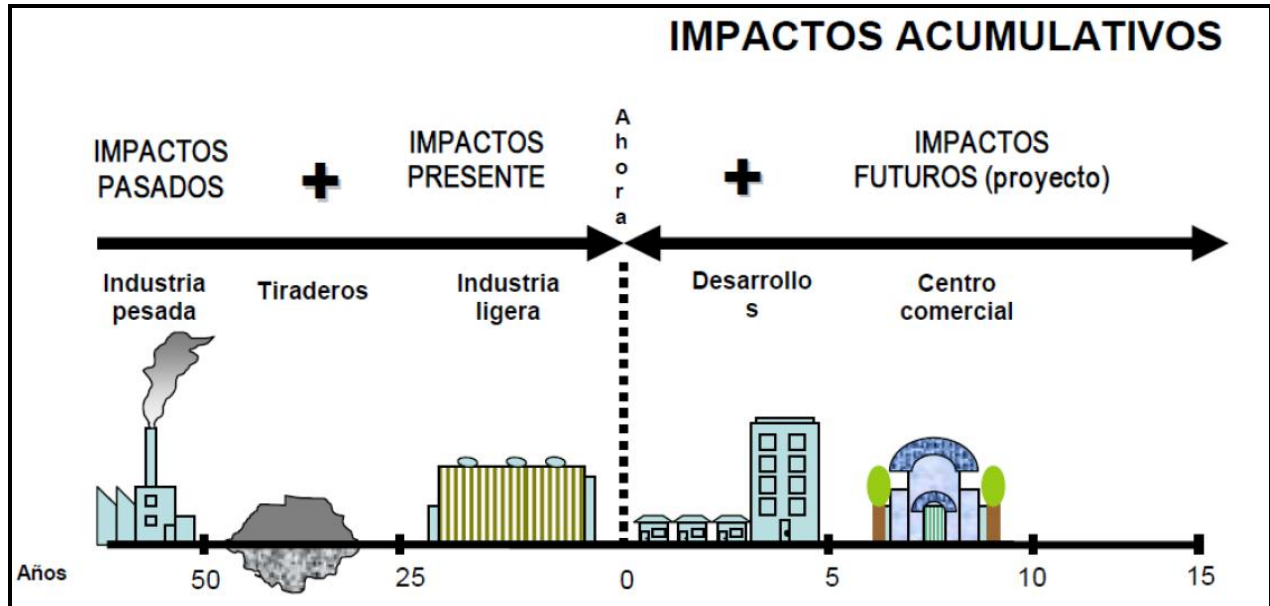 IMPACTOS ACUMULATIVOS
IMPACTOS
PASADOS
+
IMPACTOS
PRESENTE
Ahora
+
IMPACTOS
FUTUROS (proyecto)
Industria
pesada
Tiraderos
Industria
ligera
Desarrollo
s
Centro
comercial
Años 50 25 0 5 10 15